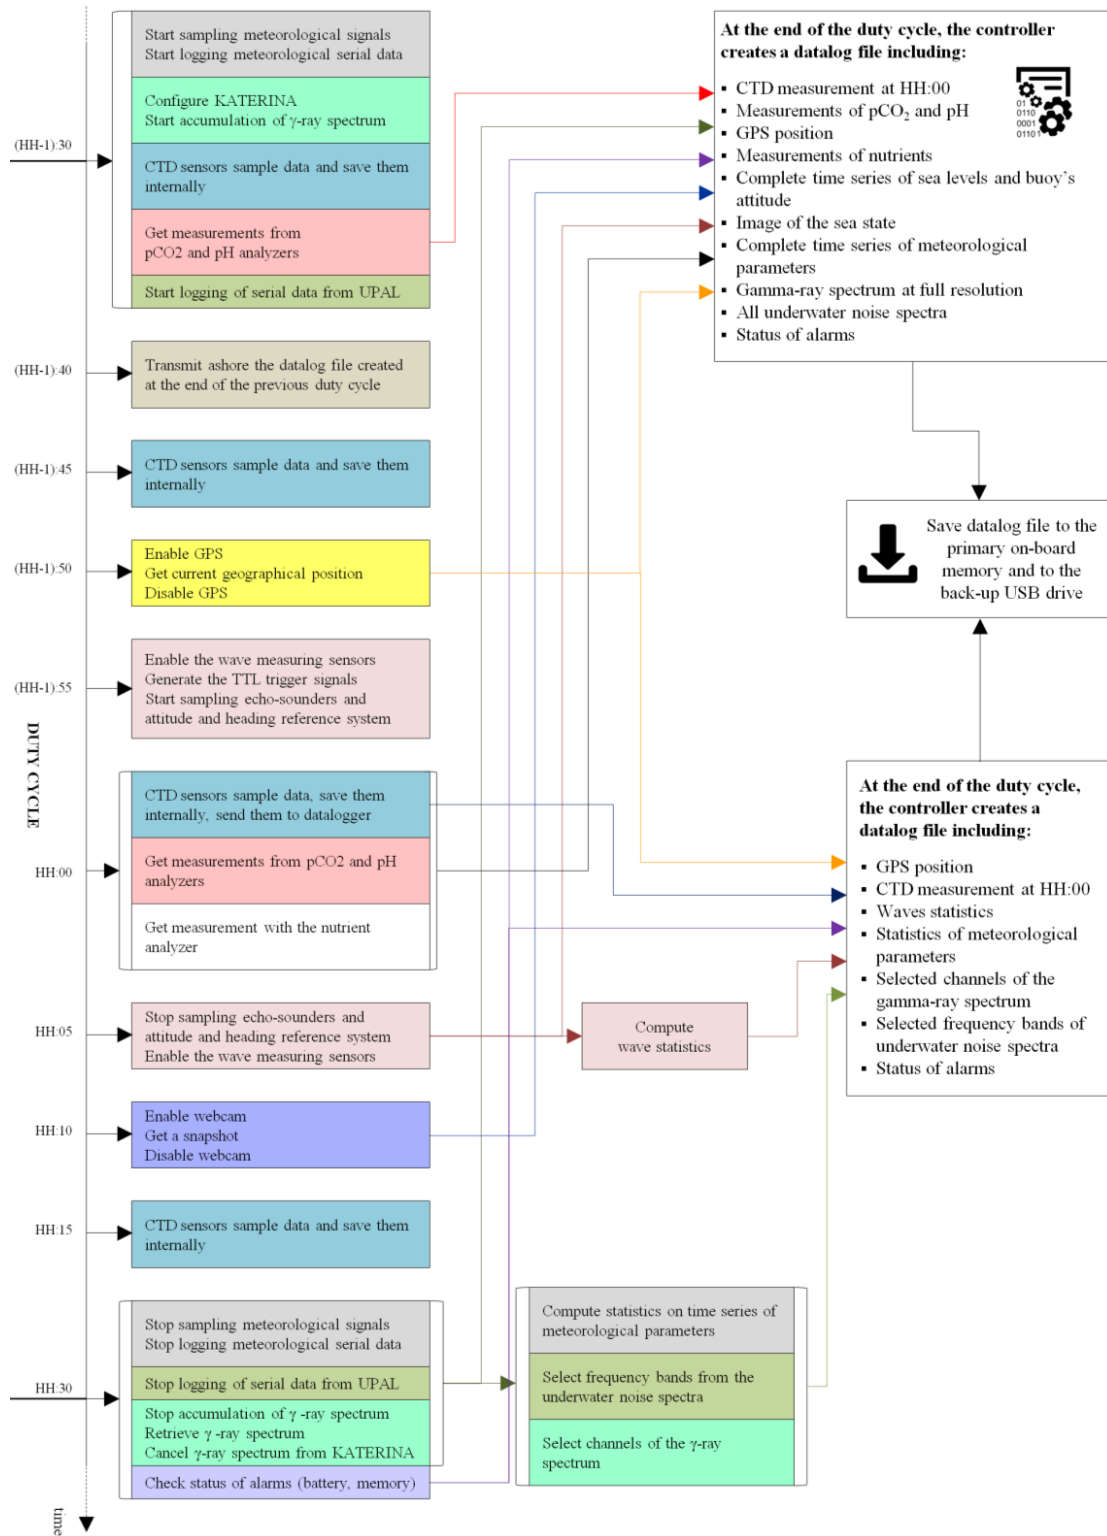 (HH-1):30
Start sampling meteorological signals
Start logging meteorological serial data
Configure KATERINA
Start accumulation of γ-ray spectrum
CTD sensors sample data and save them
internally
Get measurements from
pCO2 and pH analyzers
Start logging of serial data from UPAL
(HH-1):40
Transmit ashore the datalog file created
at the end of the previous duty cycle
(HH-1):45
CTD sensors sample data and save them
internally
(HH-1):50
Enable GPS
Get current geographical position
Disable GPS
(HH-1):55
Enable the wave measuring sensors
Generate the TTL trigger signals
Start sampling echo-sounders and
attitude and heading reference system
DUTY CYCLE
HH:00
CTD sensors sample data, save them
internally, send them to datalogger
Get measurements from pCO2 and pH
analyzers
Get measurement with the nutrient
analyzer
HH:05
Stop sampling echo-sounders and
attitude and heading reference system
Enable the wave measuring sensors
Compute
wave statistics
HH:10
Enable webcam
Get a snapshot
Disable webcam
HH:15
CTD sensors sample data and save them
internally
HH:30
Stop sampling meteorological signals
Stop logging meteorological serial data
Stop logging of serial data from UPAL
Stop accumulation of γ -ray spectrum
Retrieve γ -ray spectrum
Cancel γ-ray spectrum from KATERINA
Check status of alarms (battery, memory)
time
Compute statistics on time series of
meteorological parameters
Select frequency bands from the
underwater noise spectra
Select channels of the γ-ray
spectrum
At the end of the duty cycle, the controller
creates a datalog file including:
▪ CTD measurement at HH:00
▪ Measurements of pCO₂ and pH
▪ GPS position
▪ Measurements of nutrients
▪ Complete time series of sea levels and buoy's
attitude
▪ Image of the sea state
▪ Complete time series of meteorological
parameters
▪ Gamma-ray spectrum at full resolution
▪ All underwater noise spectra
▪ Status of alarms
01
0110
0001
01101
Save datalog file to the
primary on-board
memory and to the
back-up USB drive
At the end of the duty cycle,
the controller creates a
datalog file including:
▪ GPS position
▪ CTD measurement at HH:00
▪ Waves statistics
▪ Statistics of meteorological
parameters
▪ Selected channels of the
gamma-ray spectrum
▪ Selected frequency bands of
underwater noise spectra
▪ Status of alarms